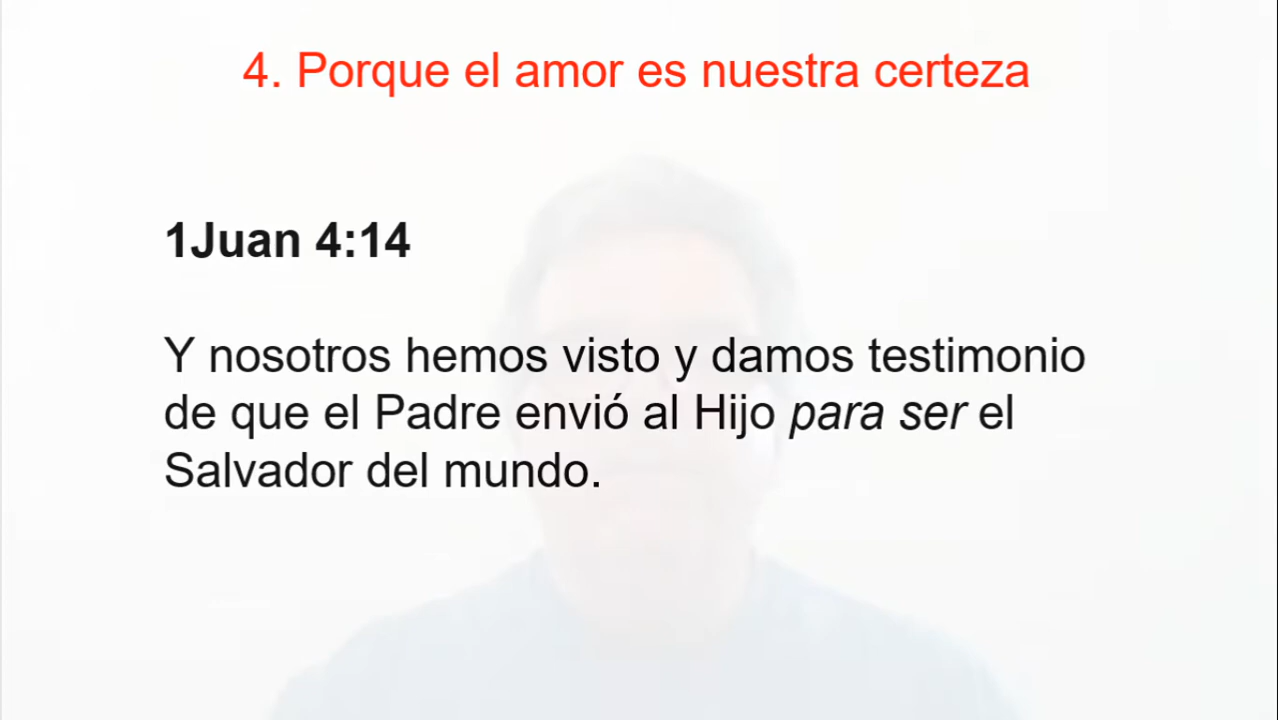 4. Porque el amor es nuestra certeza
1Juan 4:14
Y nosotros hemos visto y damos testimonio
de que el Padre envió al Hijo para ser el
Salvador del mundo.